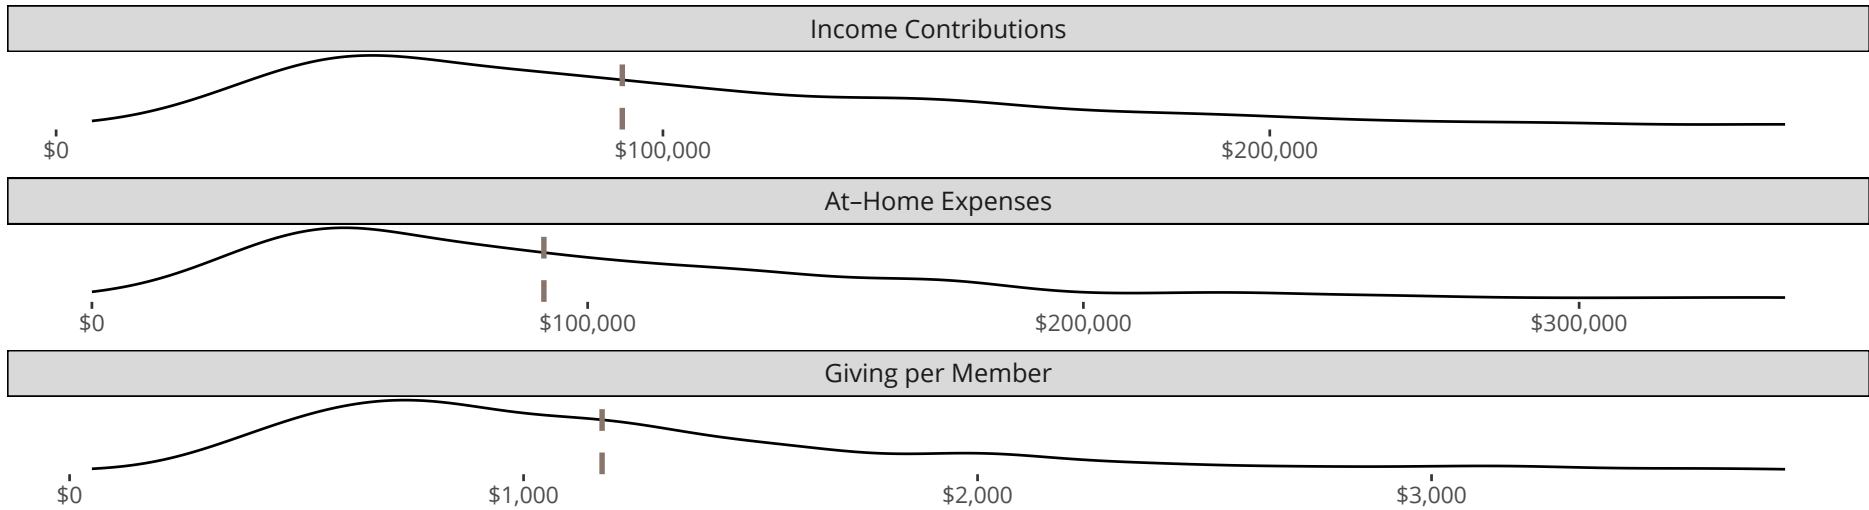 Income Contributions
$0 $100,000 $200,000
At–Home Expenses
$0 $100,000 $200,000 $300,000
Giving per Member
$0 $1,000 $2,000 $3,000